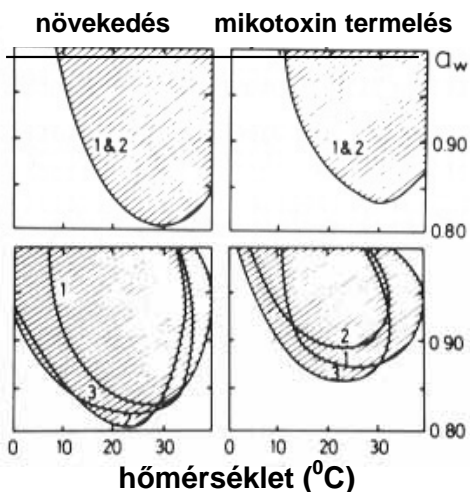 növekedés mikotoxin termelés
aw
1&2 1&2 0.90
0.80
1 2
3 1 0.90
2 3
0.80
0 10 20 30 0 10 20 30
hőmérséklet (⁰C)